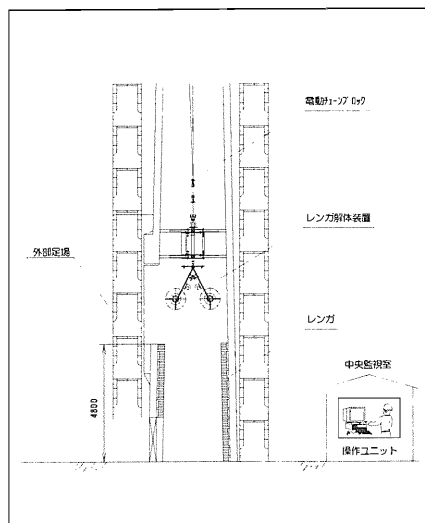 電動チェーンブロック
レンガ解体装置
外部足場
レンガ
中央監視室
4800
操作ユニット